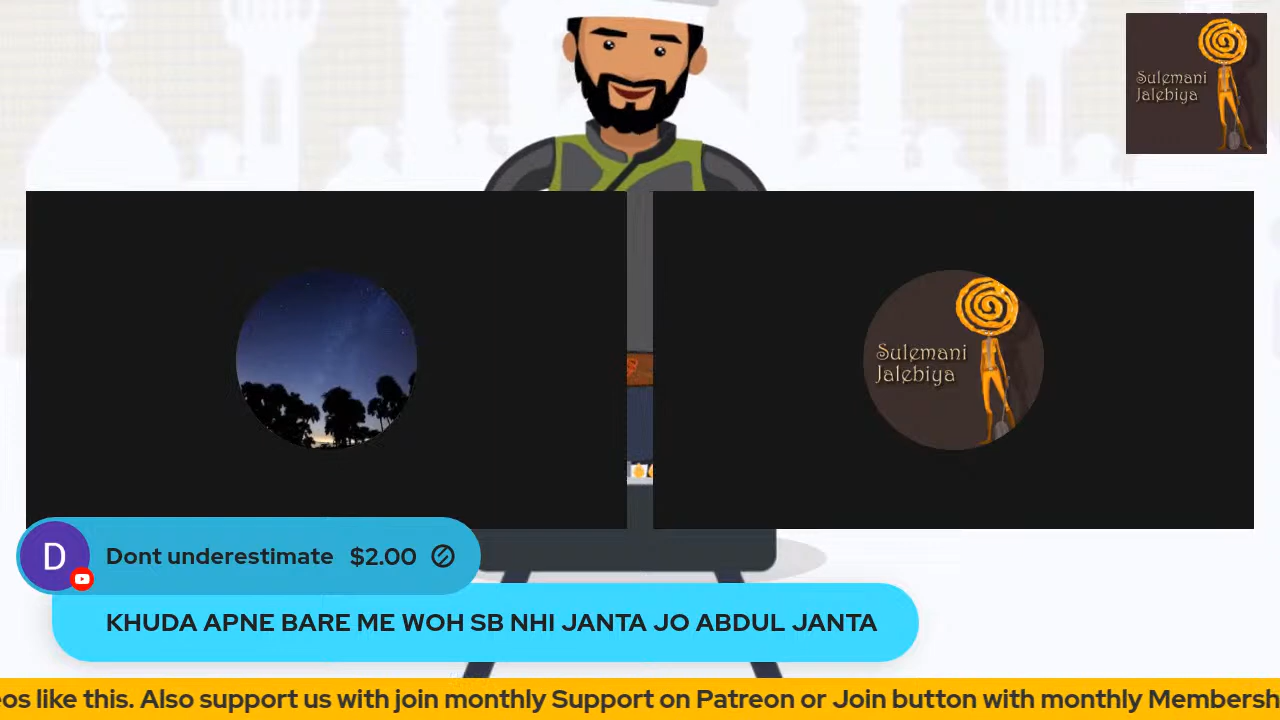 Sulemani
Jalebiya
Sulemani
Jalebiya
D
Dont underestimate $2.00
KHUDA APNE BARE ME WOH SB NHI JANTA JO ABDUL JANTA
eos like this. Also support us with join monthly Support on Patreon or Join button with monthly Membersh